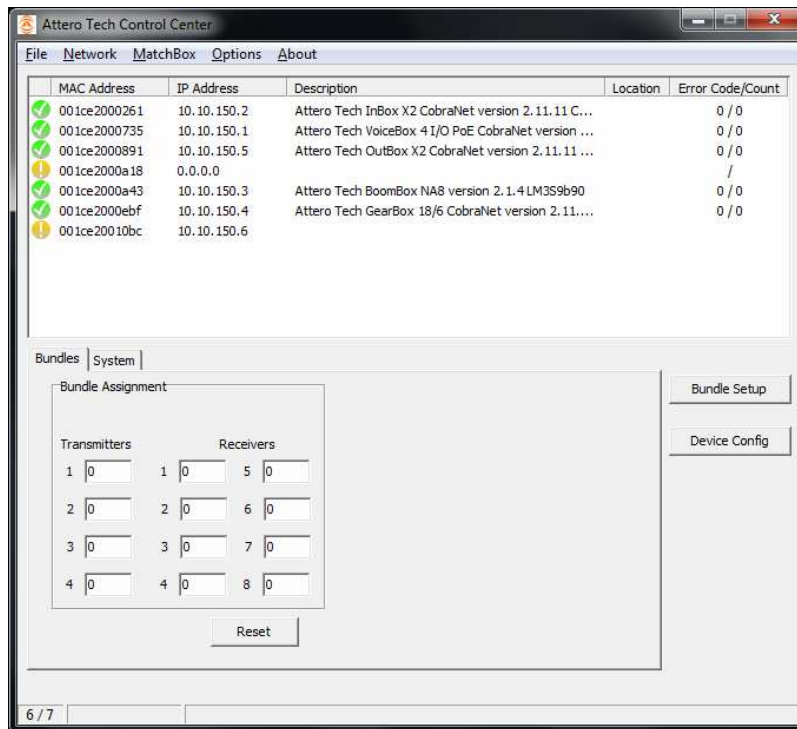 Attero Tech Control Center
File Network MatchBox Options About
MAC Address IP Address Description Location Error Code/Count
001ce2000261 10.10.150.2 Attero Tech InBox X2 CobraNet version 2.11.11 C... 0 / 0
001ce2000735 10.10.150.1 Attero Tech VoiceBox 4 I/O PoE CobraNet version ... 0 / 0
001ce2000891 10.10.150.5 Attero Tech OutBox X2 CobraNet version 2.11.11 ... 0 / 0
001ce2000a18 0.0.0.0 /
001ce2000a43 10.10.150.3 Attero Tech BoomBox NA8 version 2.1.4 LM3S9b90 0 / 0
001ce2000ebf 10.10.150.4 Attero Tech GearBox 18/6 CobraNet version 2.11.... 0 / 0
001ce20010bc 10.10.150.6
Bundles System
Bundle Assignment
Bundle Setup
Transmitters Receivers
Device Config
1 0 1 0 5 0
2 0 2 0 6 0
3 0 3 0 7 0
4 0 4 0 8 0
Reset
6 / 7